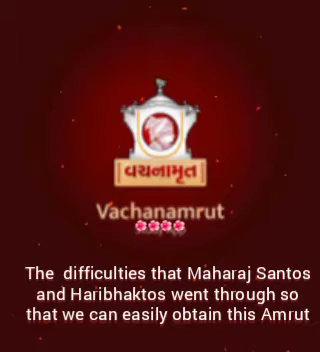 વચનામૃત
Vachanamrut
The difficulties that Maharaj Santos
and Haribhaktos went through so
that we can easily obtain this Amrut